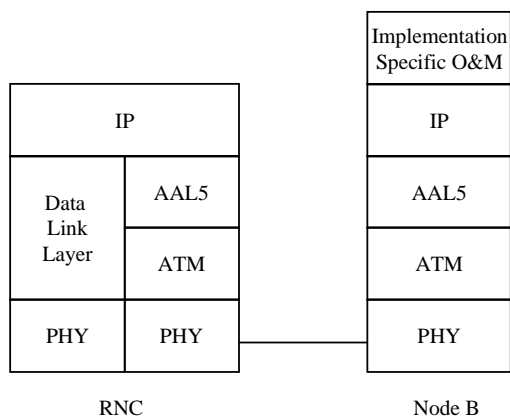 Implementation
Specific O&M
IP
IP
Data
Link
Layer
AAL5
AAL5
ATM
ATM
PHY
PHY
PHY
RNC
Node B